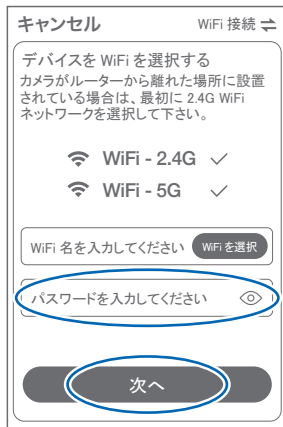 キャンセル WiFi 接続
デバイスを WiFi を選択する
カメラがルーターから離れた場所に設置
されている場合は、最初に 2.4G WiFi
ネットワークを選択して下さい。
WiFi - 2.4G
WiFi - 5G
WiFi 名を入力してください WiFi を選択
パスワードを入力してください
次へ